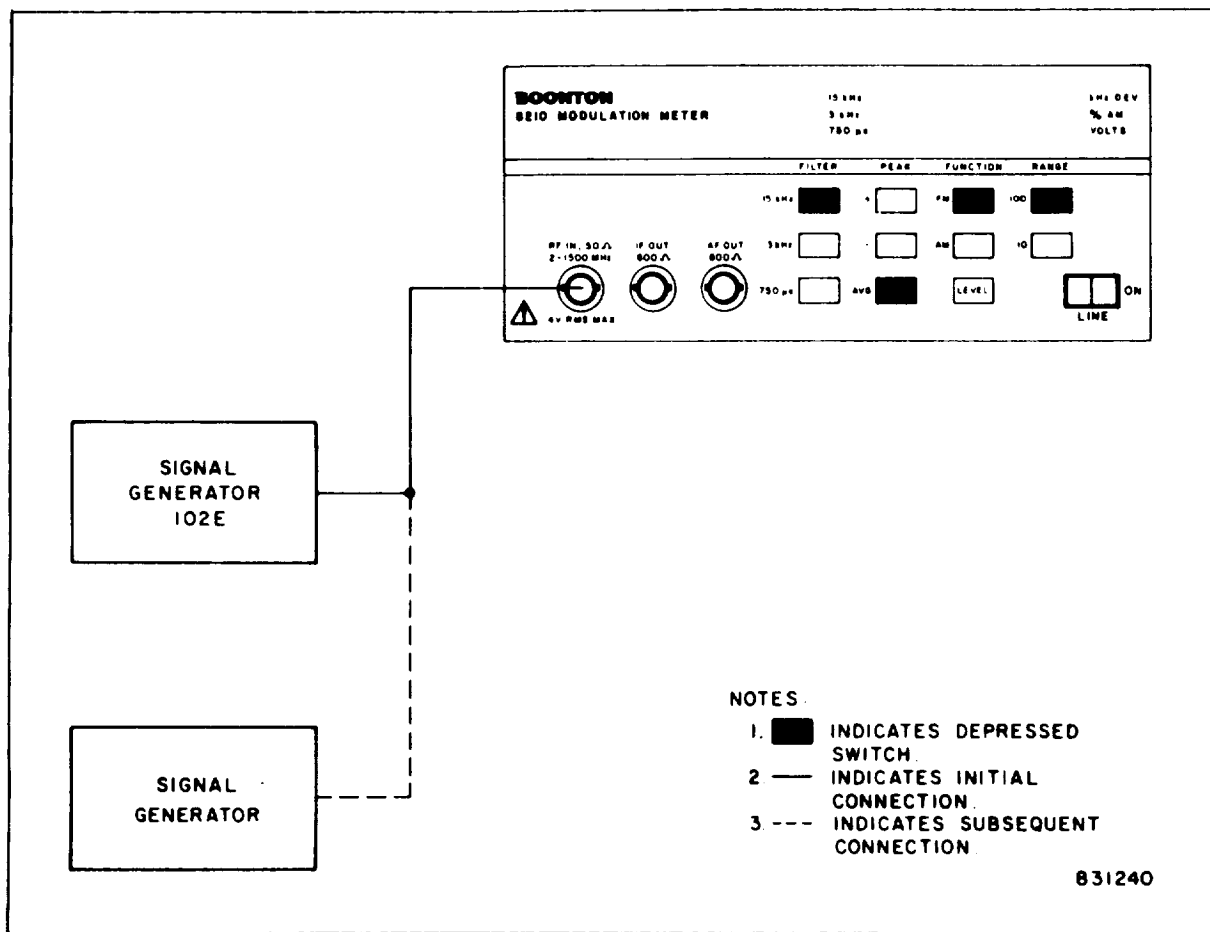 BOONTON
8210 MODULATION METER
15 kHz
3 kHz
750 µs
kHz DEV
% AM
VOLTS
FILTER PEAK FUNCTION RANGE
15 kHz + FM 100
3 kHz - AM 10
750 µs AVG LEVEL
RF IN, 50Ω
2-1500 MHz
IF OUT
600Ω
AF OUT
600Ω
4V RMS MAX
ON
LINE
SIGNAL
GENERATOR
102E
SIGNAL
GENERATOR
NOTES
1. INDICATES DEPRESSED
SWITCH.
2 — INDICATES INITIAL
CONNECTION.
3. --- INDICATES SUBSEQUENT
CONNECTION
831240